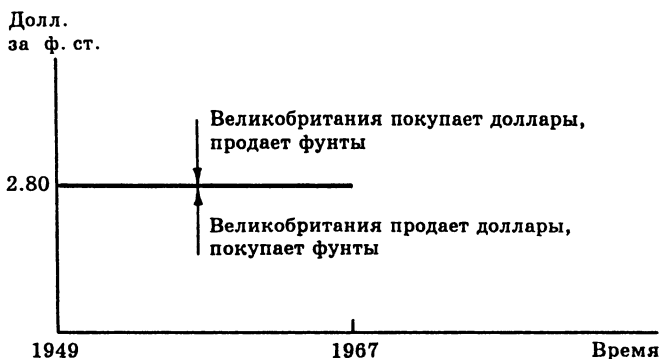 Долл.
за ф. ст.
Великобритания покупает доллары,
продает фунты
2.80
Великобритания продает доллары,
покупает фунты
1949
1967
Время